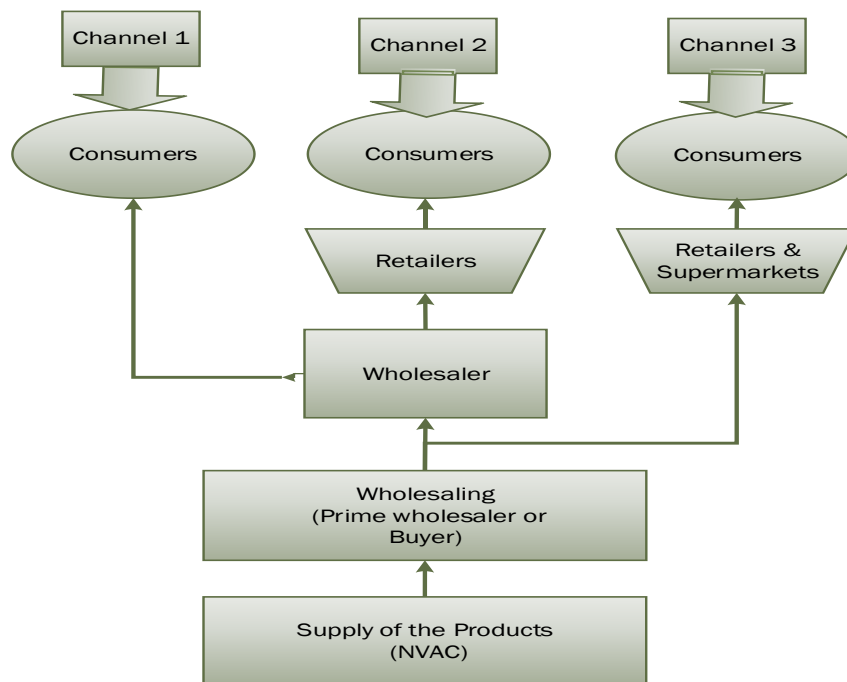 Channel 1
Channel 2
Channel 3
Consumers
Consumers
Consumers
Retailers
Retailers &
Supermarkets
Wholesaler
Wholesaling
(Prime wholesaler or
Buyer)
Supply of the Products
(NVAC)